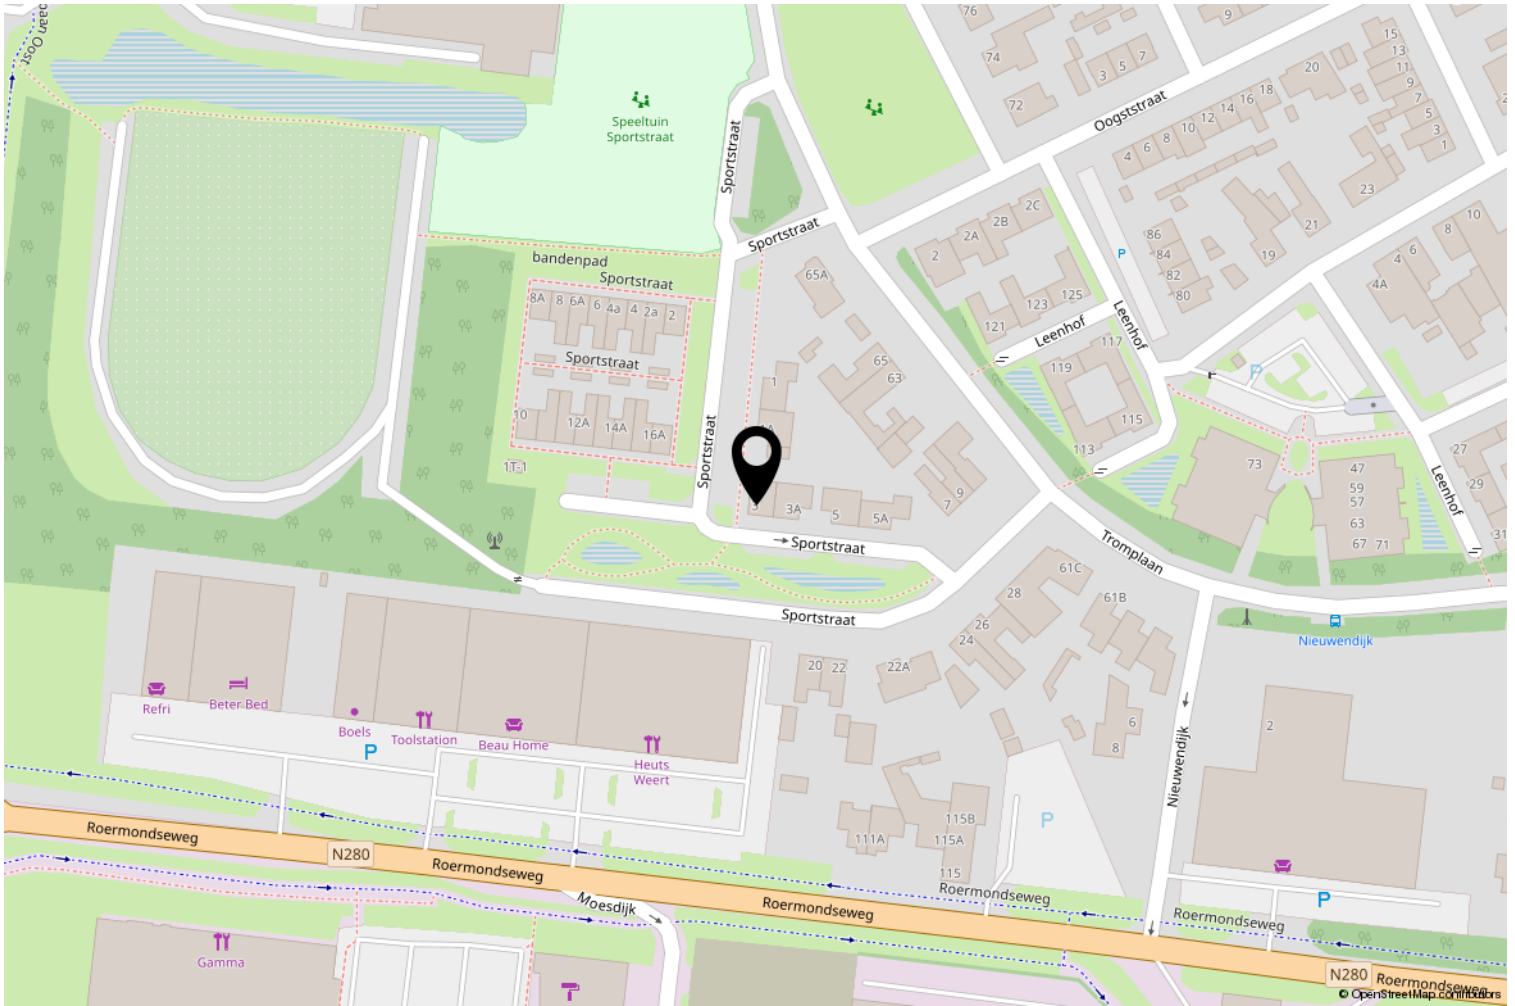 baan Oost
76
9
74
3
5
7
72
15
13
11
9
7
5
3
1
20
18
16
14
12
10
8
6
4
Oogststraat
Speeltuin
Sportstraat
Sportstraat
Sportstraat
2C
2B
2A
2
P
86
84
82
80
23
21
19
10
8
6
4
4A
bandenpad
Sportstraat
8A
8
6A
6
4a
4
2a
2
Sportstraat
65A
123
125
121
Leenhof
Leenhof
117
119
115
113
65
63
1
1A
P
10
12A
14A
16A
1T-1
Sportstraat
3
3A
5
5A
7
9
73
47
59
57
63
67
71
27
29
31
Leenhof
Sportstraat
Tromplaan
Sportstraat
61C
28
26
24
61B
Nieuwendijk
20
22
22A
6
8
2
Nieuwendijk
Refri
Beter Bed
Boels
Toolstation
Beau Home
Heuts
Weert
P
P
115B
115A
111A
115
Roermondseweg
N280
Roermondseweg
Roermondseweg
Roermondseweg
Roermondseweg
P
Moesdijk
Gamma
N280
Roermondseweg
© OpenStreetMap contributors